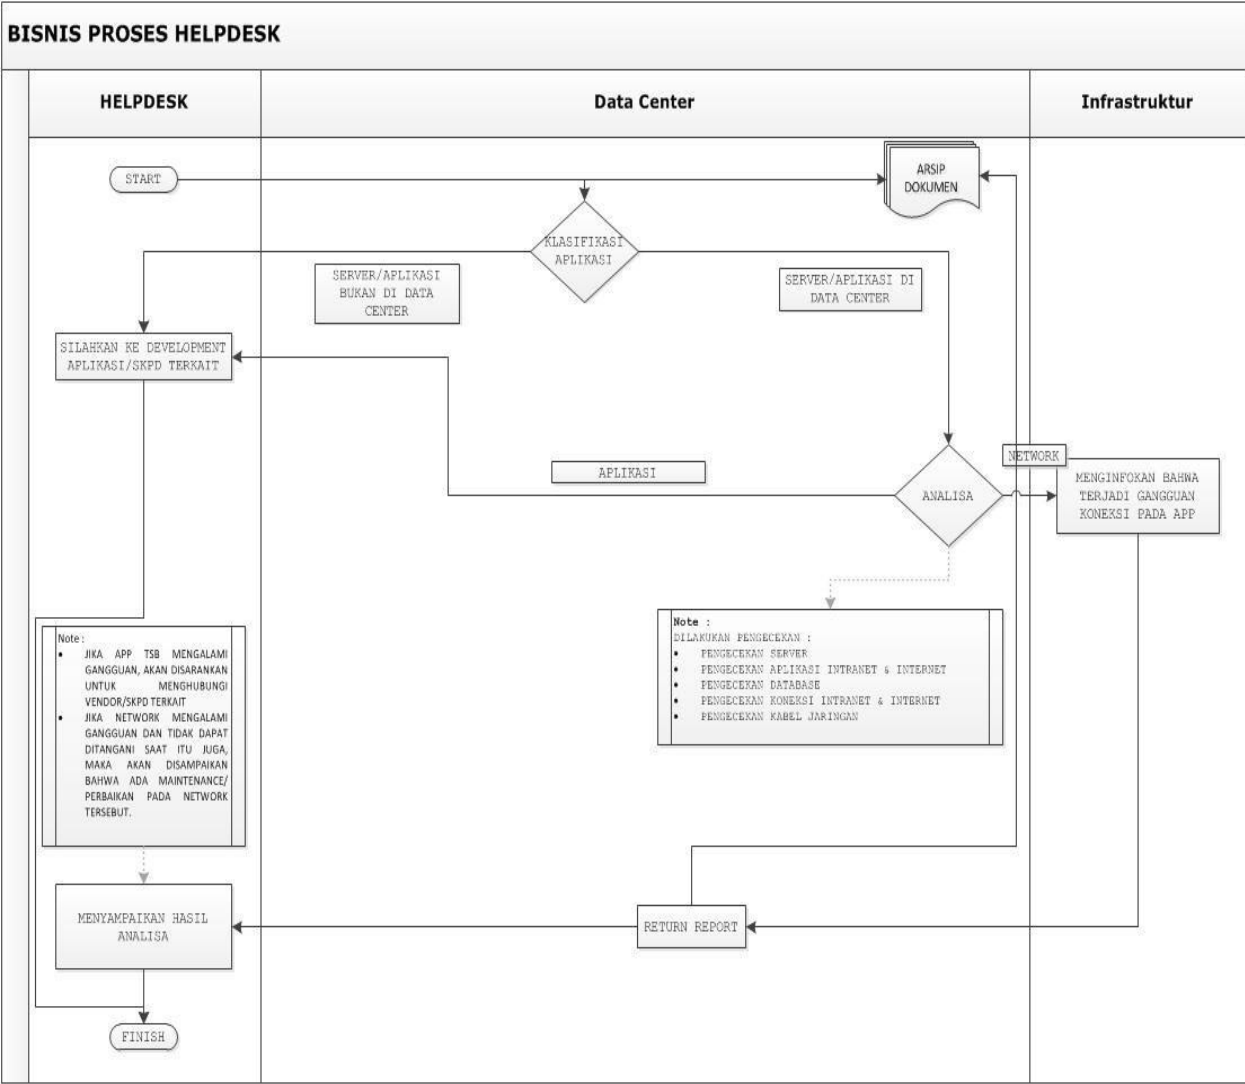 BISNIS PROSES HELPDESK
HELPDESK
Data Center
Infrastruktur
START
ARSIP
DOKUMEN
KLASIFIKASI
APLIKASI
SERVER/APLIKASI
BUKAN DI DATA
CENTER
SERVER/APLIKASI DI
DATA CENTER
SILAHKAN KE DEVELOPMENT
APLIKASI/SKPD TERKAIT
NETWORK
APLIKASI
ANALISA
MENGINFOKAN BAHWA
TERJADI GANGGUAN
KONEKSI PADA APP
Note :
DILAKUKAN PENGECEKAN :
• PENGECEKAN SERVER
• PENGECEKAN APLIKASI INTRANET & INTERNET
• PENGECEKAN DATABASE
• PENGECEKAN KONEKSI INTRANET & INTERNET
• PENGECEKAN KABEL JARINGAN
Note :
• JIKA APP TSB MENGALAMI
GANGGUAN, AKAN DISARANKAN
UNTUK MENGHUBUNGI
VENDOR/SKPD TERKAIT
• JIKA NETWORK MENGALAMI
GANGGUAN DAN TIDAK DAPAT
DITANGANI SAAT ITU JUGA,
MAKA AKAN DISAMPAIKAN
BAHWA ADA MAINTENANCE/
PERBAIKAN PADA NETWORK
TERSEBUT.
MENYAMPAIKAN HASIL
ANALISA
RETURN REPORT
FINISH